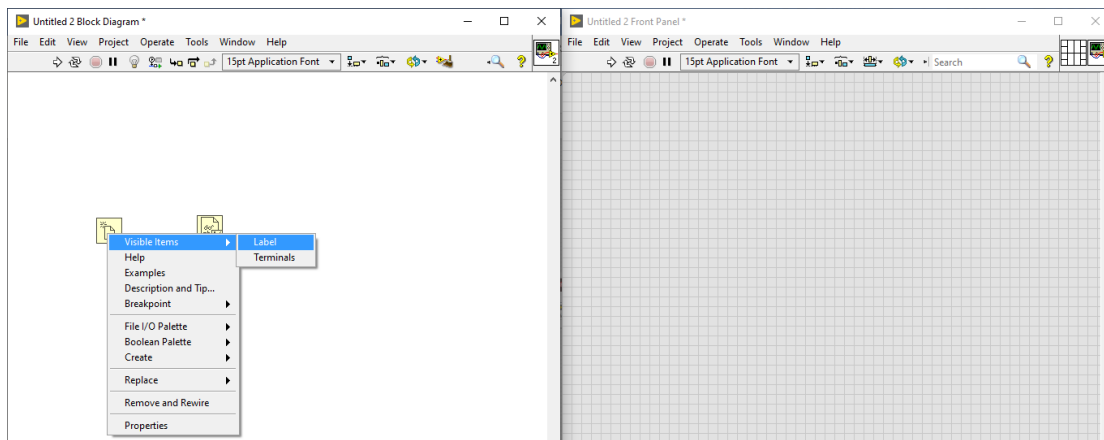 Untitled 2 Block Diagram *
File Edit View Project Operate Tools Window Help
15pt Application Font
2
Visible Items
Label
Terminals
Help
Examples
Description and Tip...
Breakpoint
File I/O Palette
Boolean Palette
Create
Replace
Remove and Rewire
Properties
Untitled 2 Front Panel *
File Edit View Project Operate Tools Window Help
15pt Application Font
Search